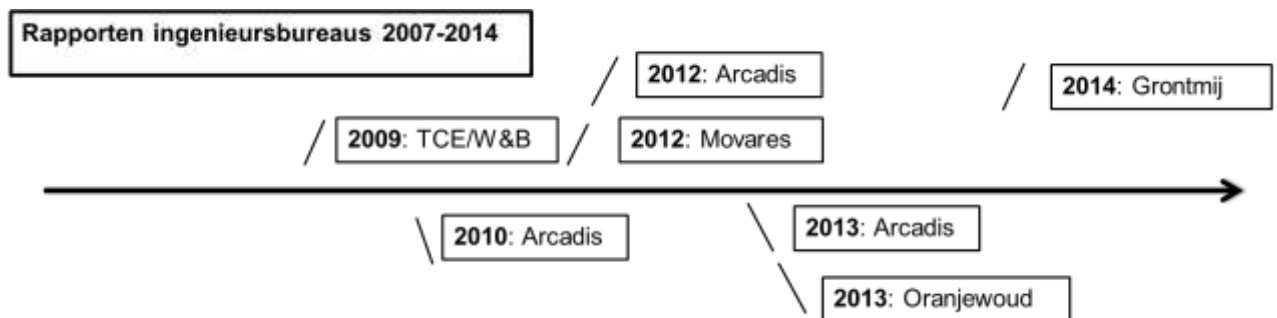 Rapporten ingenieursbureaus 2007-2014
2012: Arcadis
2014: Grontmij
2009: TCE/W&B
2012: Movares
2010: Arcadis
2013: Arcadis
2013: Oranjewoud